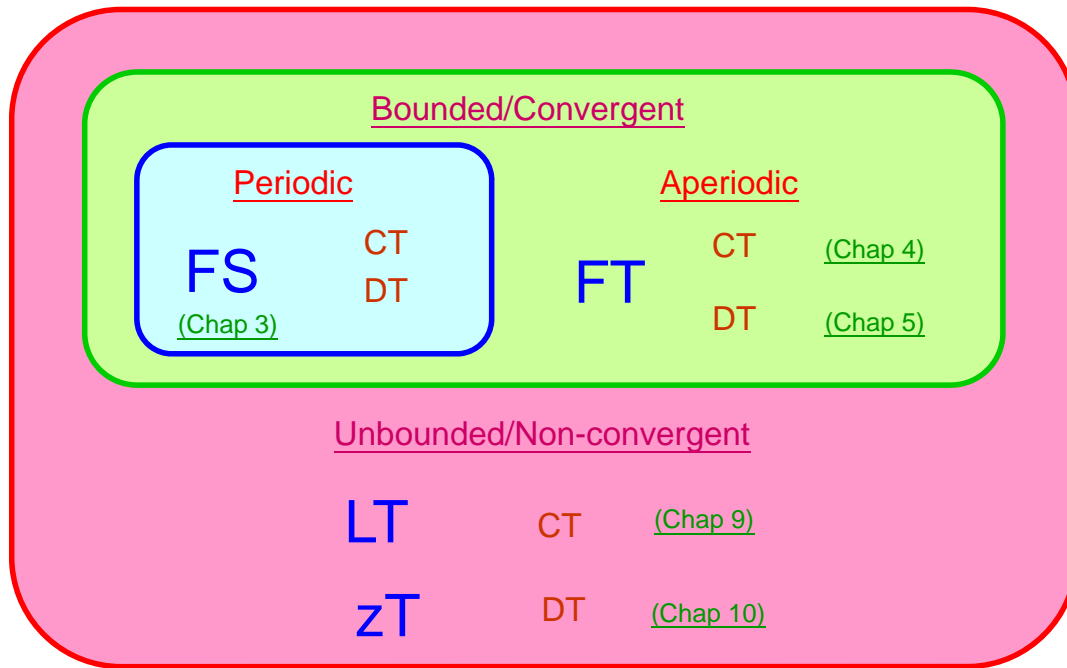 Bounded/Convergent
Periodic
FS
CT
DT
(Chap 3)
Aperiodic
FT
CT (Chap 4)
DT (Chap 5)
Unbounded/Non-convergent
LT CT (Chap 9)
zT DT (Chap 10)